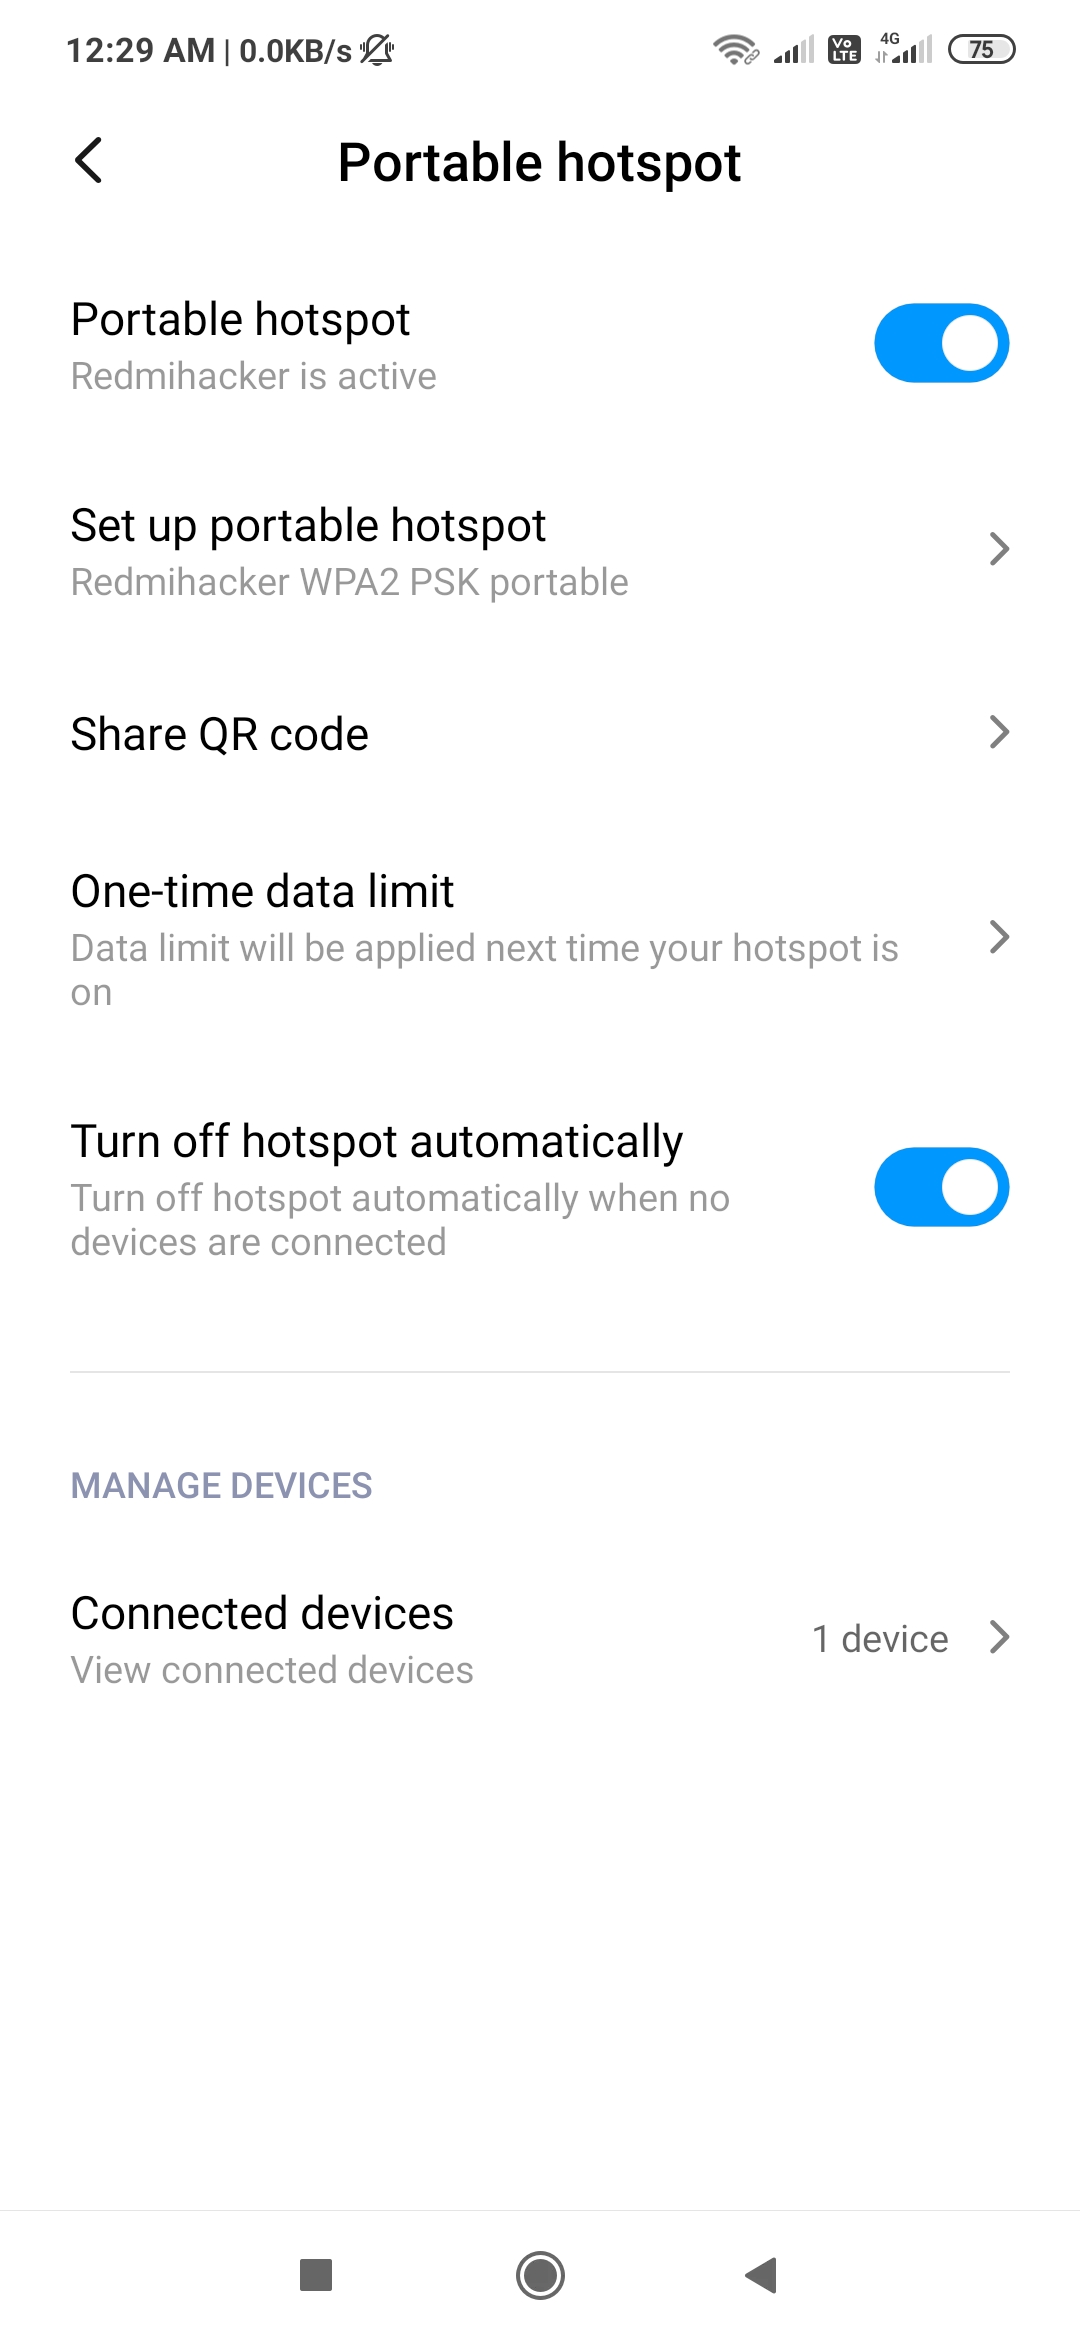 12:29 AM | 0.0KB/s Vo LTE 4G 75
Portable hotspot
Portable hotspot
Redmihacker is active
Set up portable hotspot
Redmihacker WPA2 PSK portable
Share QR code
One-time data limit
Data limit will be applied next time your hotspot is
on
Turn off hotspot automatically
Turn off hotspot automatically when no
devices are connected
MANAGE DEVICES
Connected devices
1 device
View connected devices